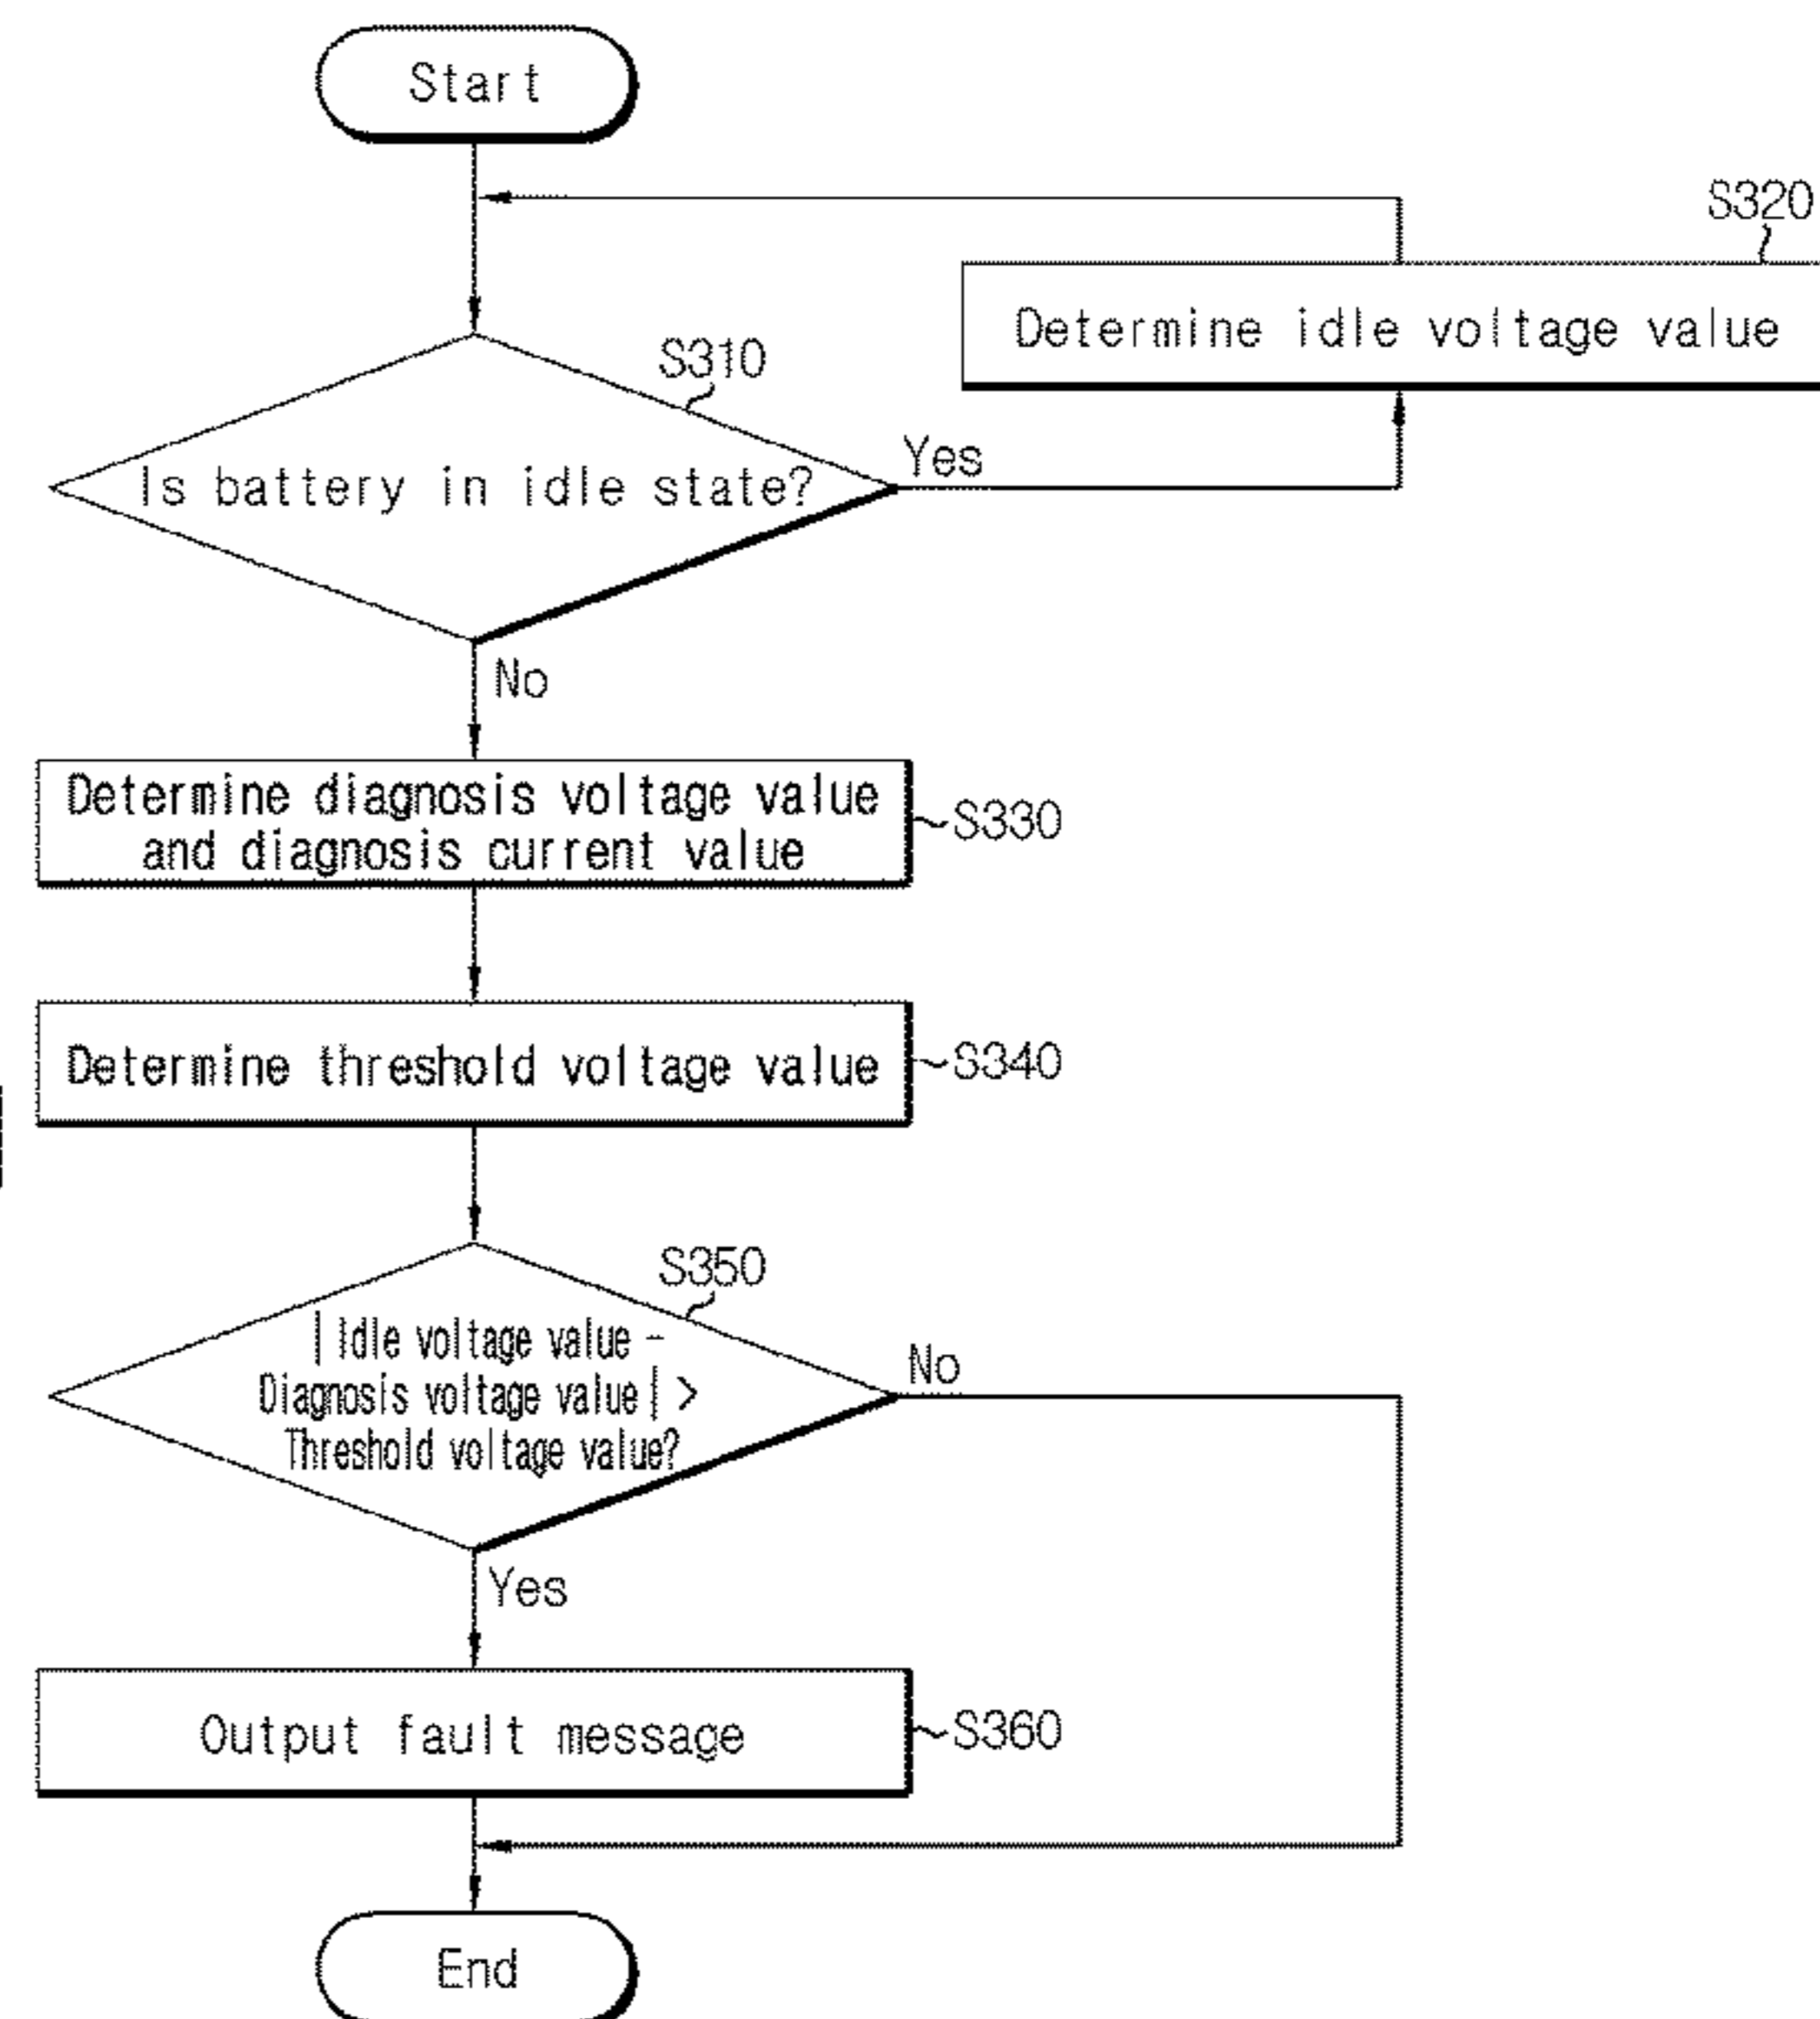 Start
S320
Determine idle voltage value
S310
Is battery in idle state?
Yes
No
Determine diagnosis voltage value
and diagnosis current value
S330
Determine threshold voltage value
S340
S350
| Idle voltage value -
Diagnosis voltage value | >
Threshold voltage value?
No
Yes
Output fault message
S360
End